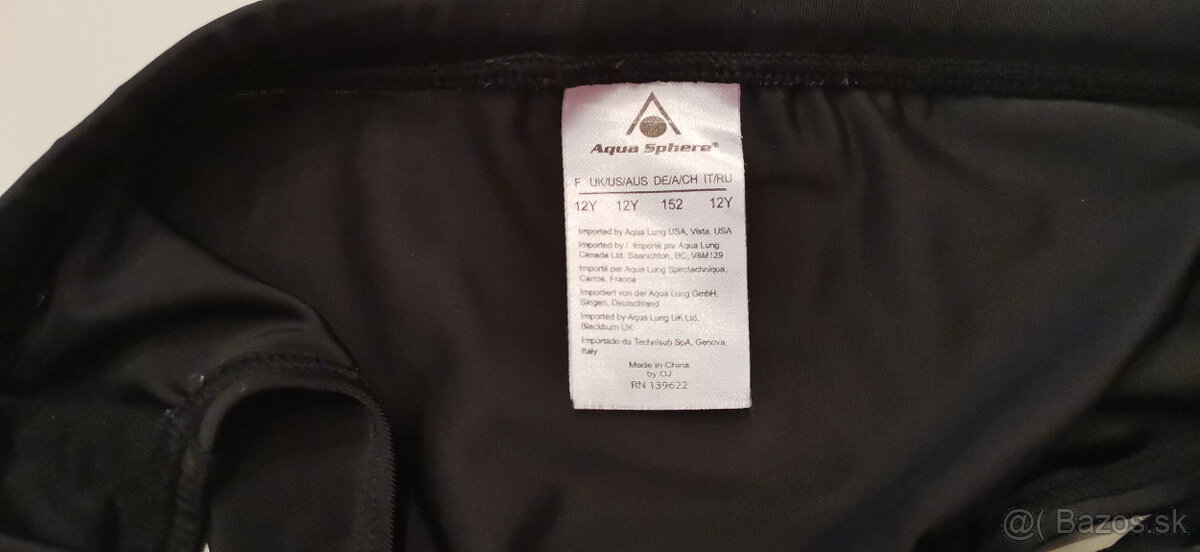 Aqua Sphere®
F UK/US/AUS DE/A/CH IT/RU
12Y 12Y 152 12Y
Imported by Aqua Lung USA, Vista, USA
Imported by / Importé par Aqua Lung
Canada Ltd. Saanichton, BC, V8M1Z9
Importé par Aqua Lung Spirotechnique,
Carros, France
Importiert von der Aqua Lung GmbH,
Singen, Deutschland
Imported by Aqua Lung UK Ltd,
Blackburn UK
Importado da Technisub SpA, Genova,
Italy
Made in China
by OJ
RN 139622
@( Bazos.sk